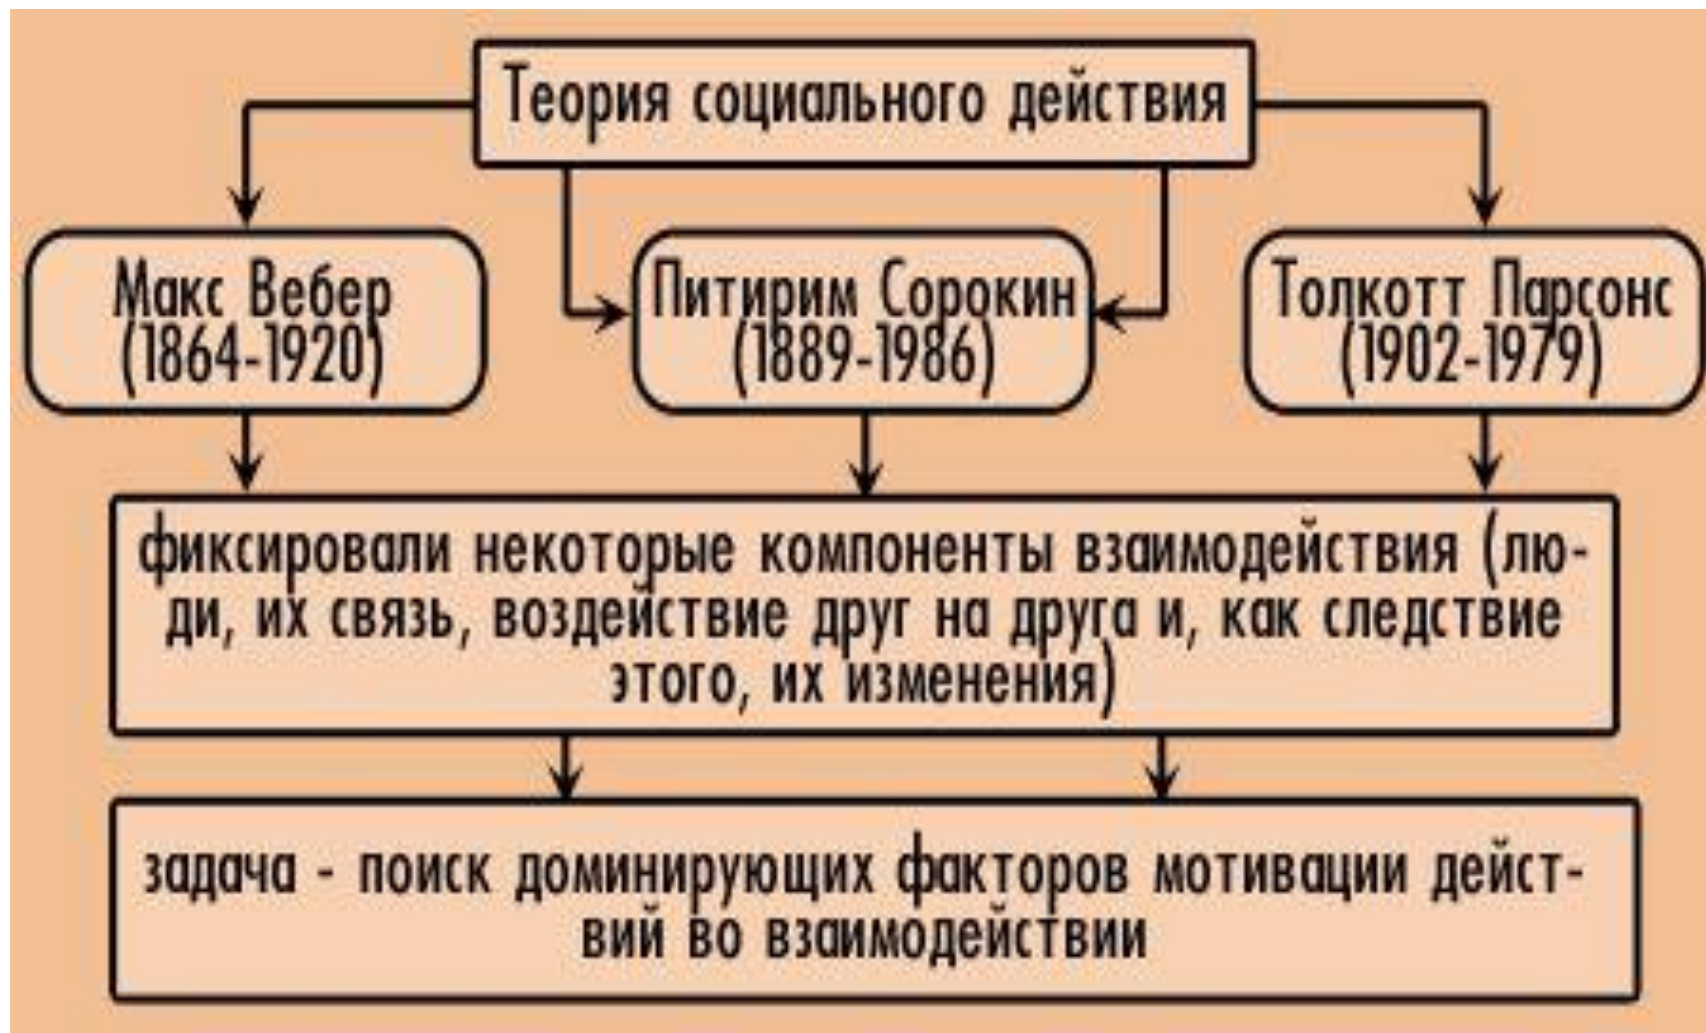 Теория социального действия
Макс Вебер
(1864-1920)
Питирим Сорокин
(1889-1986)
Толкотт Парсонс
(1902-1979)
фиксировали некоторые компоненты взаимодействия (лю-
ди, их связь, воздействие друг на друга и, как следствие
этого, их изменения)
задача - поиск доминирующих факторов мотивации дейст-
вий во взаимодействии